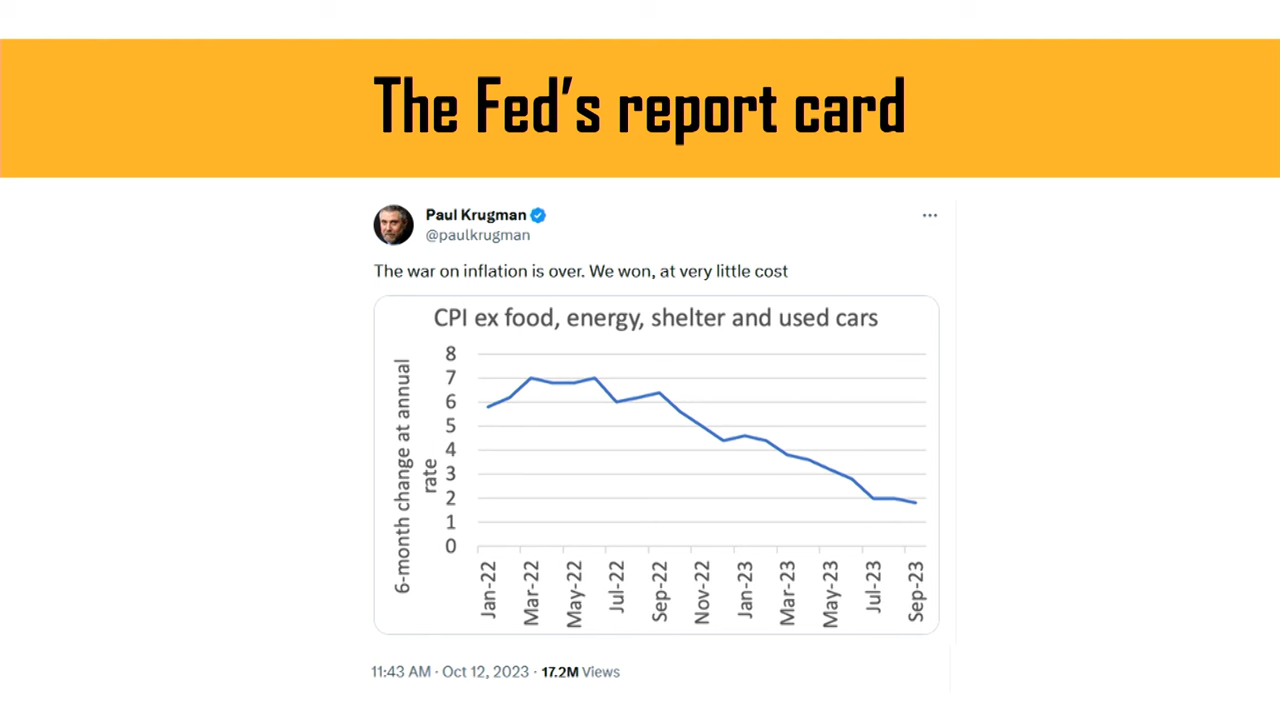 The Fed's report card
Paul Krugman
@paulkrugman
The war on inflation is over. We won, at very little cost
CPI ex food, energy, shelter and used cars
6-month change at annual
rate
8
7
6
5
4
3
2
1
0
Jan-22
Mar-22
May-22
Jul-22
Sep-22
Nov-22
Jan-23
Mar-23
May-23
Jul-23
Sep-23
11:43 AM · Oct 12, 2023 · 17.2M Views